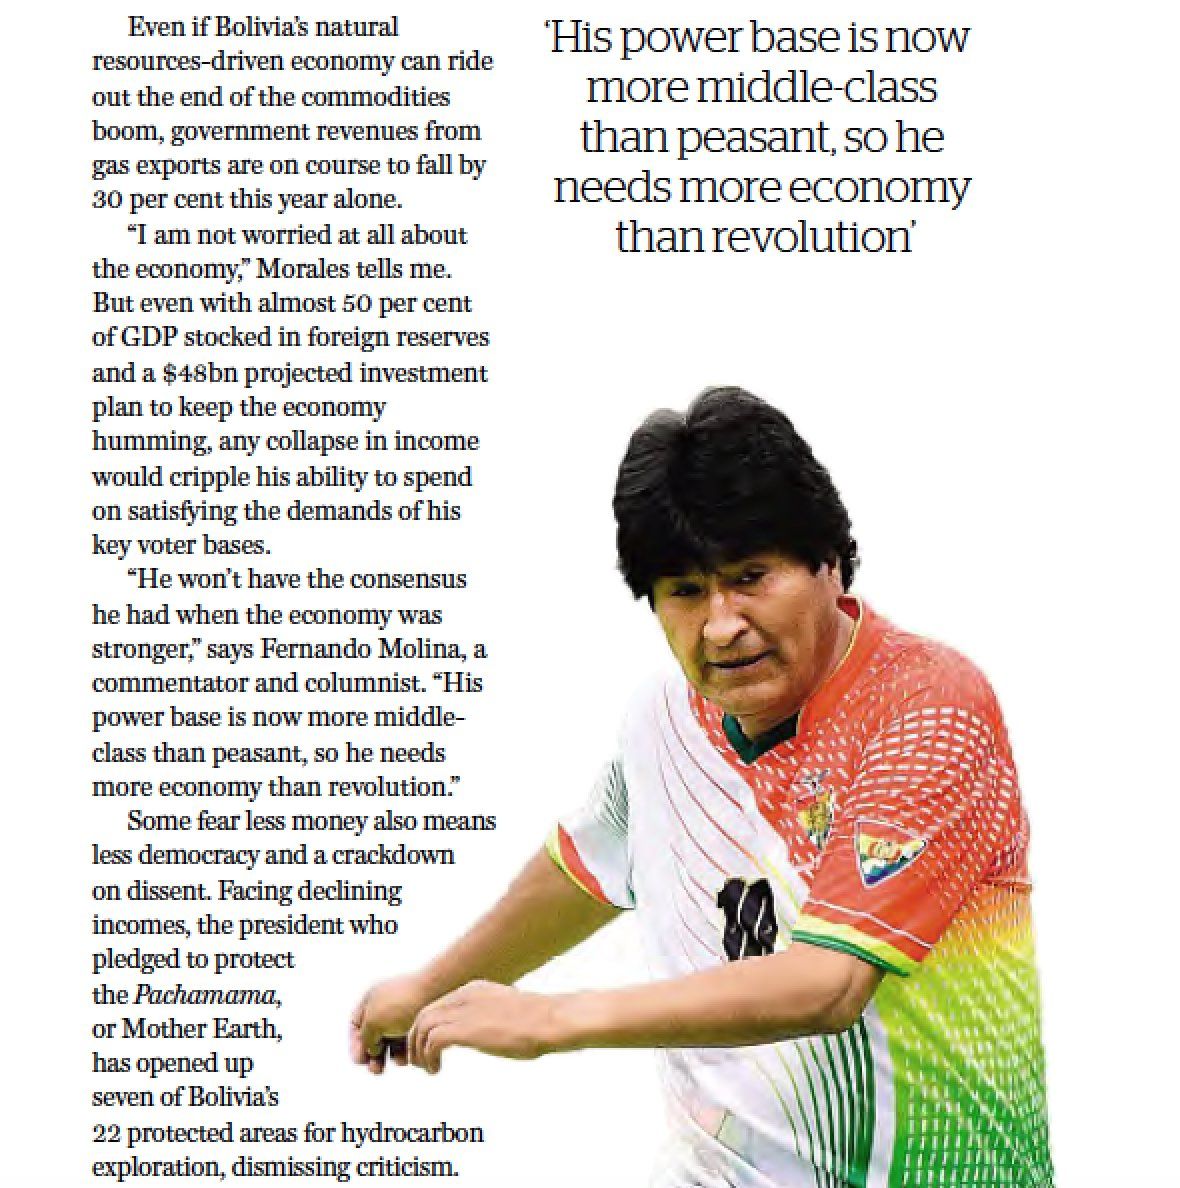 Even if Bolivia’s natural
resources-driven economy can ride
out the end of the commodities
boom, government revenues from
gas exports are on course to fall by
30 per cent this year alone.
“I am not worried at all about
the economy,” Morales tells me.
But even with almost 50 per cent
of GDP stocked in foreign reserves
and a $48bn projected investment
plan to keep the economy
humming, any collapse in income
would cripple his ability to spend
on satisfying the demands of his
key voter bases.
“He won’t have the consensus
he had when the economy was
stronger,” says Fernando Molina, a
commentator and columnist. “His
power base is now more middle-
class than peasant, so he needs
more economy than revolution.”
Some fear less money also means
less democracy and a crackdown
on dissent. Facing declining
incomes, the president who
pledged to protect
the Pachamama,
or Mother Earth,
has opened up
seven of Bolivia’s
22 protected areas for hydrocarbon
exploration, dismissing criticism.
‘His power base is now
more middle-class
than peasant, so he
needs more economy
than revolution’
10